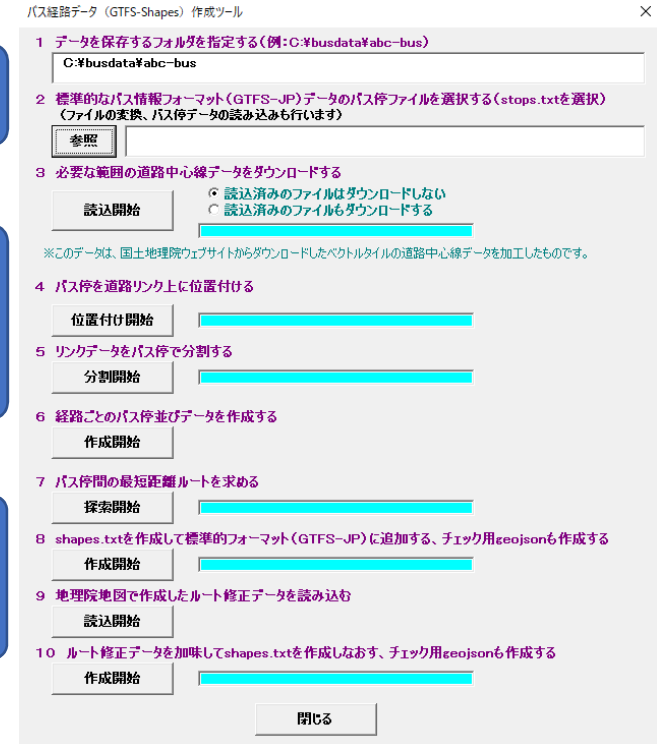 バス経路データ（GTFS-Shapes）作成ツール
1 データを保存するフォルダを指定する(例:C:¥busdata¥abc-bus)
C:¥busdata¥abc-bus
2 標準的なバス情報フォーマット(GTFS-JP)データのバス停ファイルを選択する(stops.txtを選択)
(ファイルの変換、バス停データの読み込みも行います)
参照
3 必要な範囲の道路中心線データをダウンロードする
読込開始
読込済みのファイルはダウンロードしない
読込済みのファイルもダウンロードする
※このデータは、国土地理院ウェブサイトからダウンロードしたベクトルタイルの道路中心線データを加工したものです。
4 バス停を道路リンク上に位置付ける
位置付け開始
5 リンクデータをバス停で分割する
分割開始
6 経路ごとのバス停並びデータを作成する
作成開始
7 バス停間の最短距離ルートを求める
探索開始
8 shapes.txtを作成して標準的フォーマット(GTFS-JP)に追加する、チェック用geojsonも作成する
作成開始
9 地理院地図で作成したルート修正データを読み込む
読込開始
10 ルート修正データを加味してshapes.txtを作成しなおす、チェック用geojsonも作成する
作成開始
閉じる